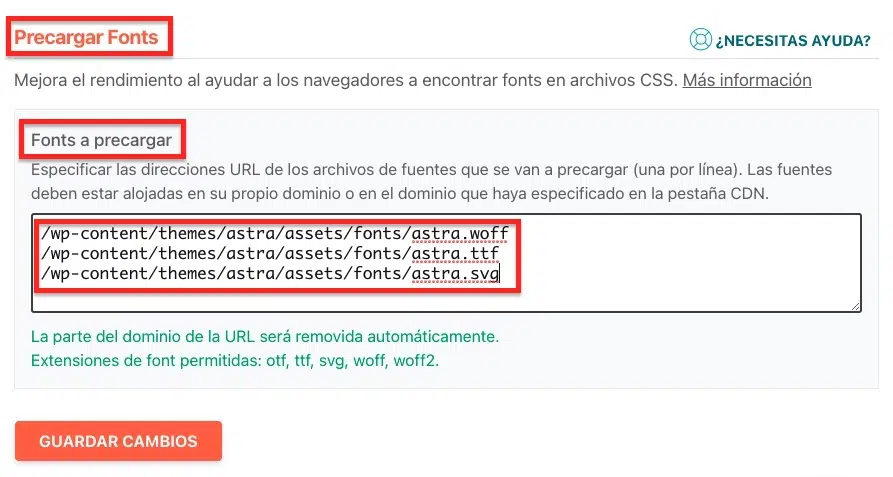 Precargar Fonts
¿NECESITAS AYUDA?
Mejora el rendimiento al ayudar a los navegadores a encontrar fonts en archivos CSS. Más información
Fonts a precargar
Especificar las direcciones URL de los archivos de fuentes que se van a precargar (una por línea). Las fuentes
deben estar alojadas en su propio dominio o en el dominio que haya especificado en la pestaña CDN.
/wp-content/themes/astra/assets/fonts/astra.woff
/wp-content/themes/astra/assets/fonts/astra.ttf
/wp-content/themes/astra/assets/fonts/astra.svg
La parte del dominio de la URL será removida automáticamente.
Extensiones de font permitidas: otf, ttf, svg, woff, woff2.
GUARDAR CAMBIOS